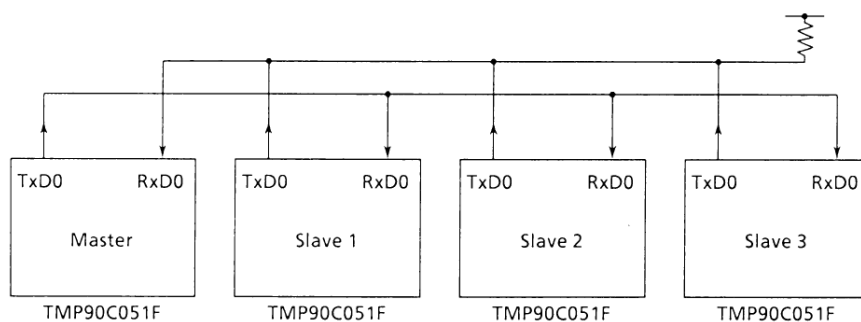 TxD0 RxD0 TxD0 RxD0 TxD0 RxD0 TxD0 RxD0
Master Slave 1 Slave 2 Slave 3
TMP90C051F TMP90C051F TMP90C051F TMP90C051F